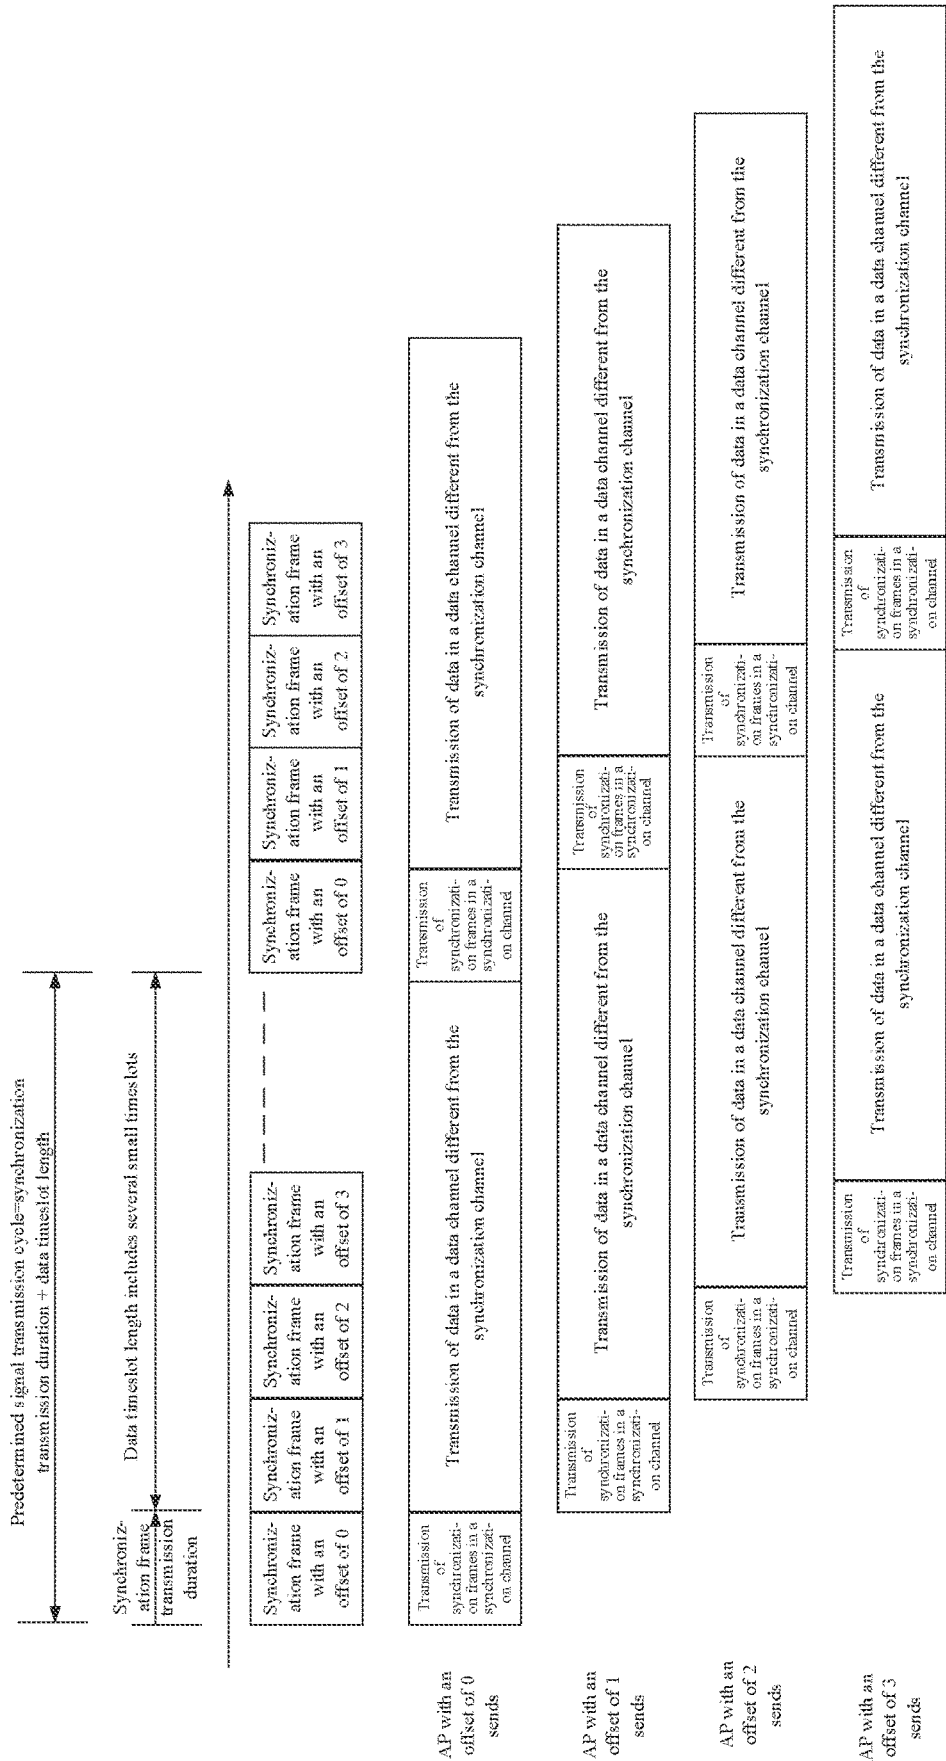 Predetermined signal transmission cycle=synchronization
transmission duration + data timeslot length
Synchroniz-
ation frame
transmission
duration
Data timeslot length includes several small timeslots
Synchroniz-
ation frame
with an
offset of 0
Synchroniz-
ation frame
with an
offset of 1
Synchroniz-
ation frame
with an
offset of 2
Synchroniz-
ation frame
with an
offset of 3
Synchroniz-
ation frame
with an
offset of 0
Synchroniz-
ation frame
with an
offset of 1
Synchroniz-
ation frame
with an
offset of 2
Synchroniz-
ation frame
with an
offset of 3
AP with an
offset of 0
sends
Transmission
of
synchronizati-
on frames in a
synchronizati-
on channel
Transmission of data in a data channel different from the
synchronization channel
Transmission
of
synchronizati-
on frames in a
synchronizati-
on channel
Transmission of data in a data channel different from the
synchronization channel
AP with an
offset of 1
sends
Transmission
of
synchronizati-
on frames in a
synchronizati-
on channel
Transmission of data in a data channel different from the
synchronization channel
Transmission
of
synchronizati-
on frames in a
synchronizati-
on channel
Transmission of data in a data channel different from the
synchronization channel
AP with an
offset of 2
sends
Transmission
of
synchronizati-
on frames in a
synchronizati-
on channel
Transmission of data in a data channel different from the
synchronization channel
Transmission
of
synchronizati-
on frames in a
synchronizati-
on channel
Transmission of data in a data channel different from the
synchronization channel
AP with an
offset of 3
sends
Transmission
of
synchronizati-
on frames in a
synchronizati-
on channel
Transmission of data in a data channel different from the
synchronization channel
Transmission
of
synchronizati-
on frames in a
synchronizati-
on channel
Transmission of data in a data channel different from the
synchronization channel